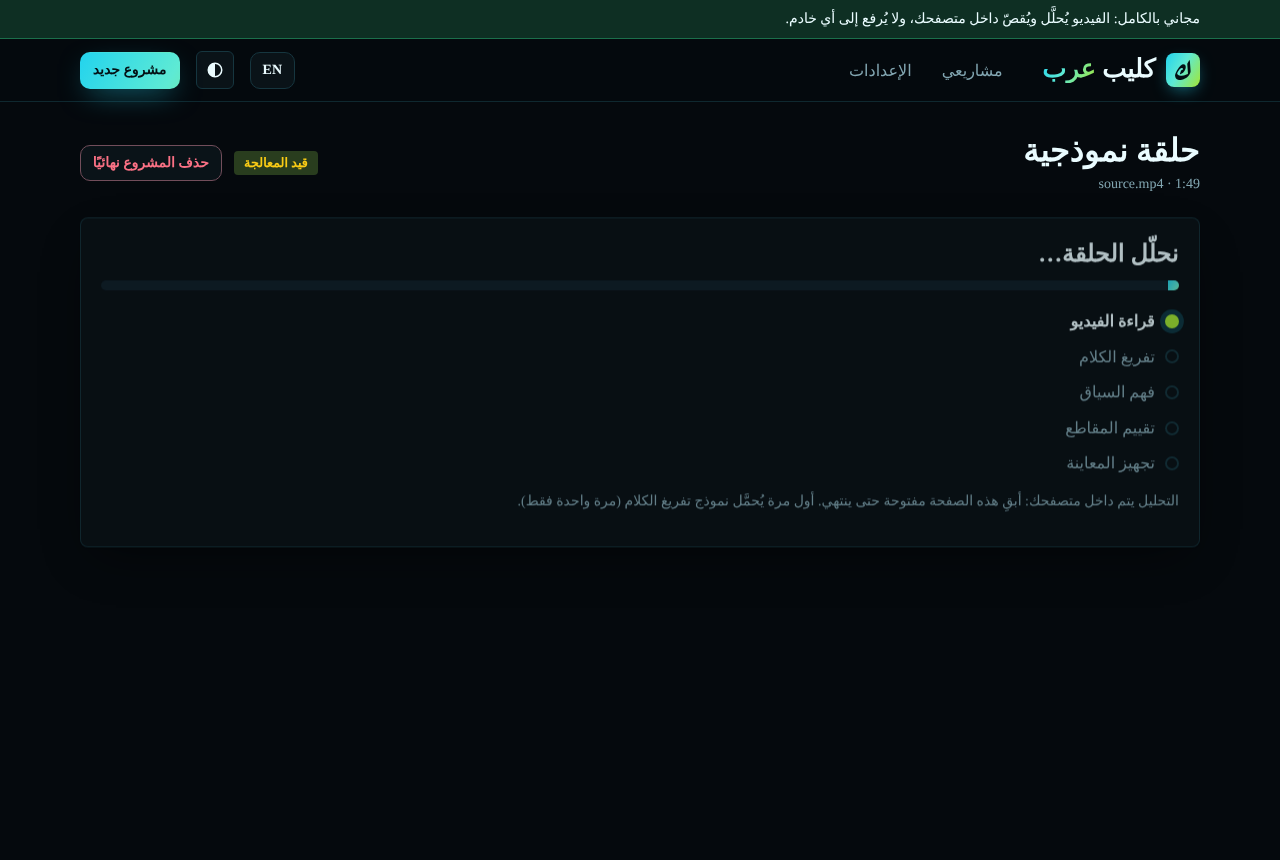 مجاني بالكامل: الفيديو يُحلَّل ويُقصّ داخل متصفحك، ولا يُرفع إلى أي خادم.
ك كليب عرب مشاريعي الإعدادات EN مشروع جديد
حلقة نموذجية
قيد المعالجة حذف المشروع نهائيًا
source.mp4 · 1:49
نحلّل الحلقة…
قراءة الفيديو
تفريغ الكلام
فهم السياق
تقييم المقاطع
تجهيز المعاينة
التحليل يتم داخل متصفحك: أبقِ هذه الصفحة مفتوحة حتى ينتهي. أول مرة يُحمَّل نموذج تفريغ الكلام (مرة واحدة فقط).